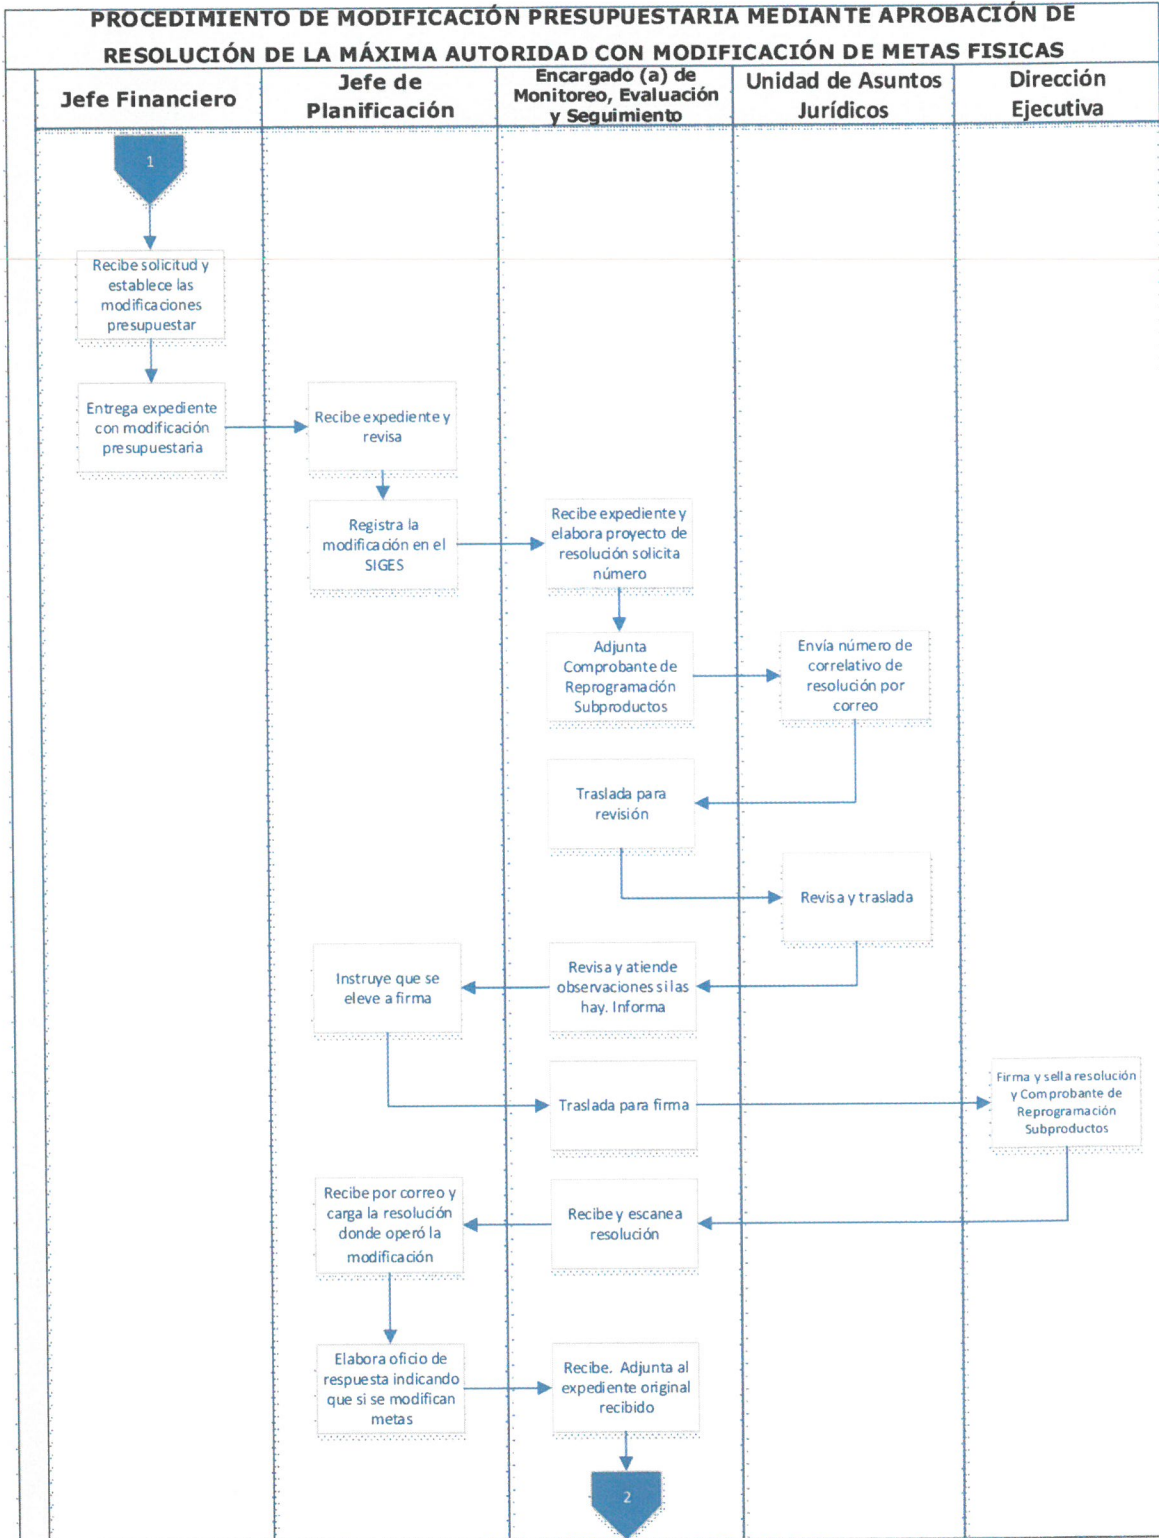 PROCEDIMIENTO DE MODIFICACIÓN PRESUPUESTARIA MEDIANTE APROBACIÓN DE
RESOLUCIÓN DE LA MÁXIMA AUTORIDAD CON MODIFICACIÓN DE METAS FISICAS
Jefe Financiero
Jefe de
Planificación
Encargado (a) de
Monitoreo, Evaluación
y Seguimiento
Unidad de Asuntos
Jurídicos
Dirección
Ejecutiva
1
Recibe solicitud y
establece las
modificaciones
presupuestar
Entrega expediente
con modificación
presupuestaria
Recibe expediente y
revisa
Registra la
modificación en el
SIGES
Recibe expediente y
elabora proyecto de
resolución solicita
número
Adjunta
Comprobante de
Reprogramación
Subproductos
Envía número de
correlativo de
resolución por
correo
Traslada para
revisión
Revisa y traslada
Revisa y atiende
observaciones si las
hay. Informa
Instruye que se
eleve a firma
Traslada para firma
Firma y sella resolución
y Comprobante de
Reprogramación
Subproductos
Recibe y escanea
resolución
Recibe por correo y
carga la resolución
donde operó la
modificación
Elabora oficio de
respuesta indicando
que si se modifican
metas
Recibe. Adjunta al
expediente original
recibido
2